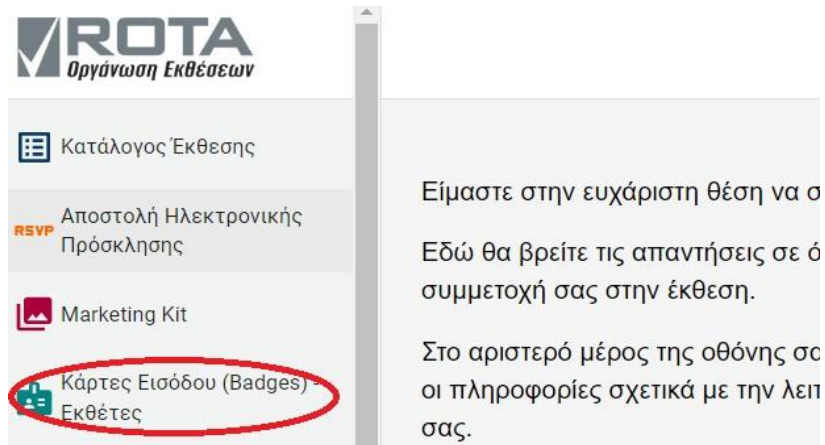 ROTA
Οργάνωση Εκθέσεων
Κατάλογος Έκθεσης
RSVP
Αποστολή Ηλεκτρονικής
Πρόσκλησης
Marketing Kit
Κάρτες Εισόδου (Badges) -
Εκθέτες
Είμαστε στην ευχάριστη θέση να σ
Εδώ θα βρείτε τις απαντήσεις σε ό
συμμετοχή σας στην έκθεση.
Στο αριστερό μέρος της οθόνης σα
οι πληροφορίες σχετικά με την λειτ
σας.